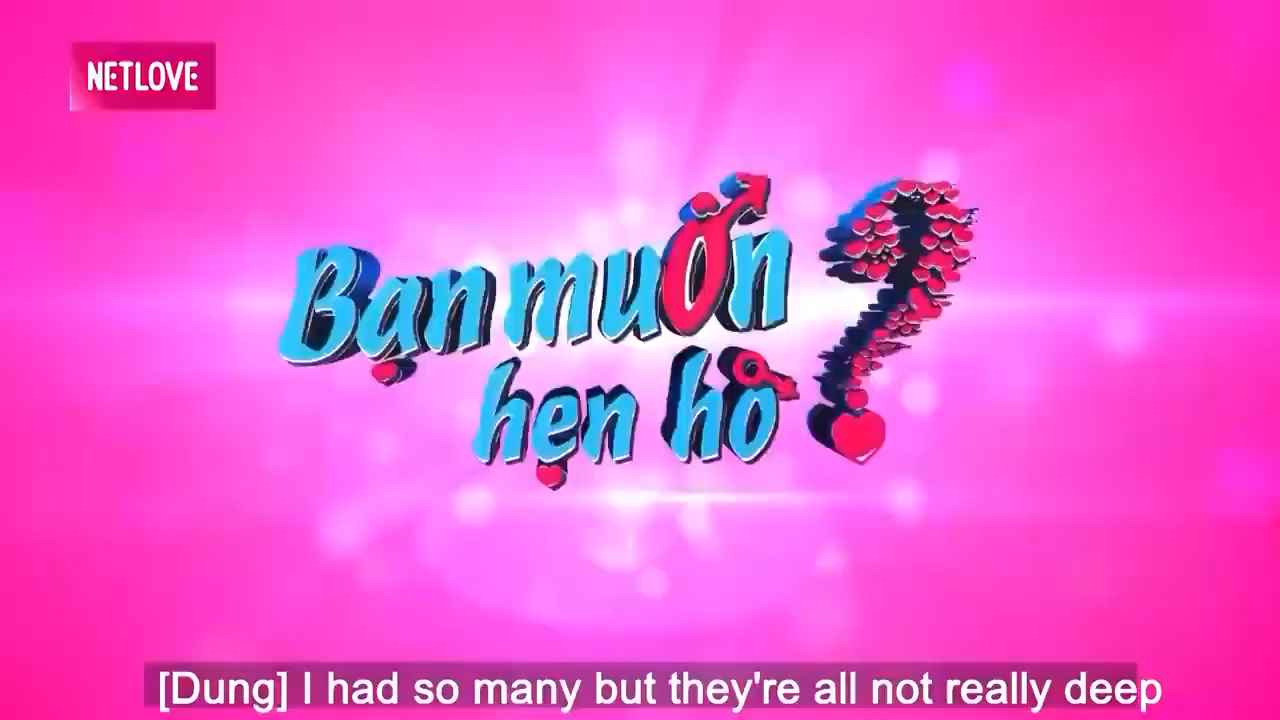 NETLOVE
Bạn muốn
hẹn hò?
[Dung] I had so many but they're all not really deep